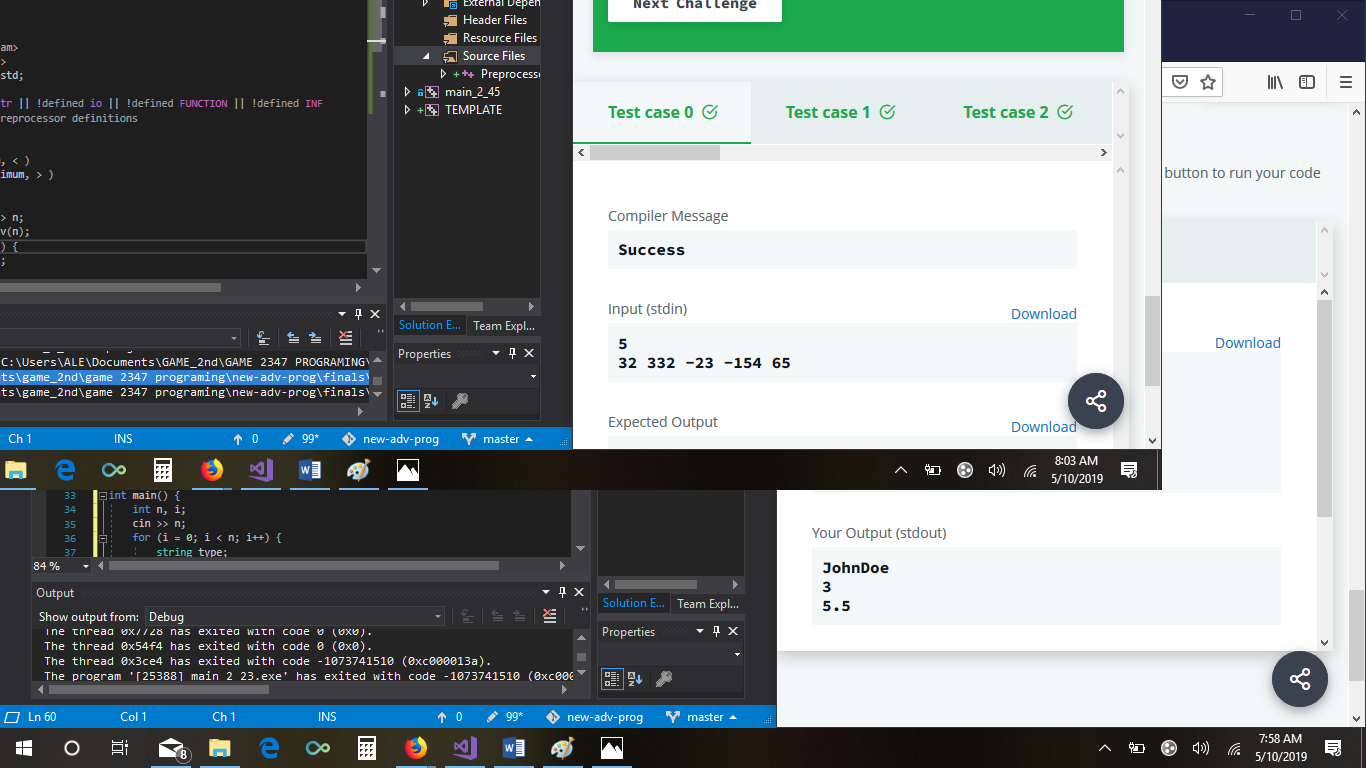 am>
>
std;
tr || !defined io || !defined FUNCTION || !defined INF
reprocessor definitions
, < )
imum, > )
> n;
v(n);
) {
;
External Depen
Header Files
Resource Files
Source Files
Preprocess
main_2_45
TEMPLATE
Solution E...
Team Expl...
Properties
C:\Users\ALE\Documents\GAME_2nd\GAME 2347 PROGRAMING\
ts\game_2nd\game 2347 programing\new-adv-prog\finals\
ts\game_2nd\game 2347 programing\new-adv-prog\finals\
Ch 1
INS
0
99*
new-adv-prog
master
Next Challenge
Test case 0
Test case 1
Test case 2
Compiler Message
Success
Input (stdin)
Download
5
32 332 -23 -154 65
Expected Output
Download
8:03 AM
5/10/2019
button to run your code
Download
33 int main() {
34 int n, i;
35 cin >> n;
36 for (i = 0; i < n; i++) {
37 string type;
84 %
Output
Show output from: Debug
The thread 0x7728 has exited with code 0 (0x0).
The thread 0x54f4 has exited with code 0 (0x0).
The thread 0x3ce4 has exited with code -1073741510 (0xc000013a).
The program '[25388] main_2_23.exe' has exited with code -1073741510 (0xc000
Solution E...
Team Expl...
Properties
Your Output (stdout)
JohnDoe
3
5.5
Ln 60
Col 1
Ch 1
INS
0
99*
new-adv-prog
master
8
7:58 AM
5/10/2019